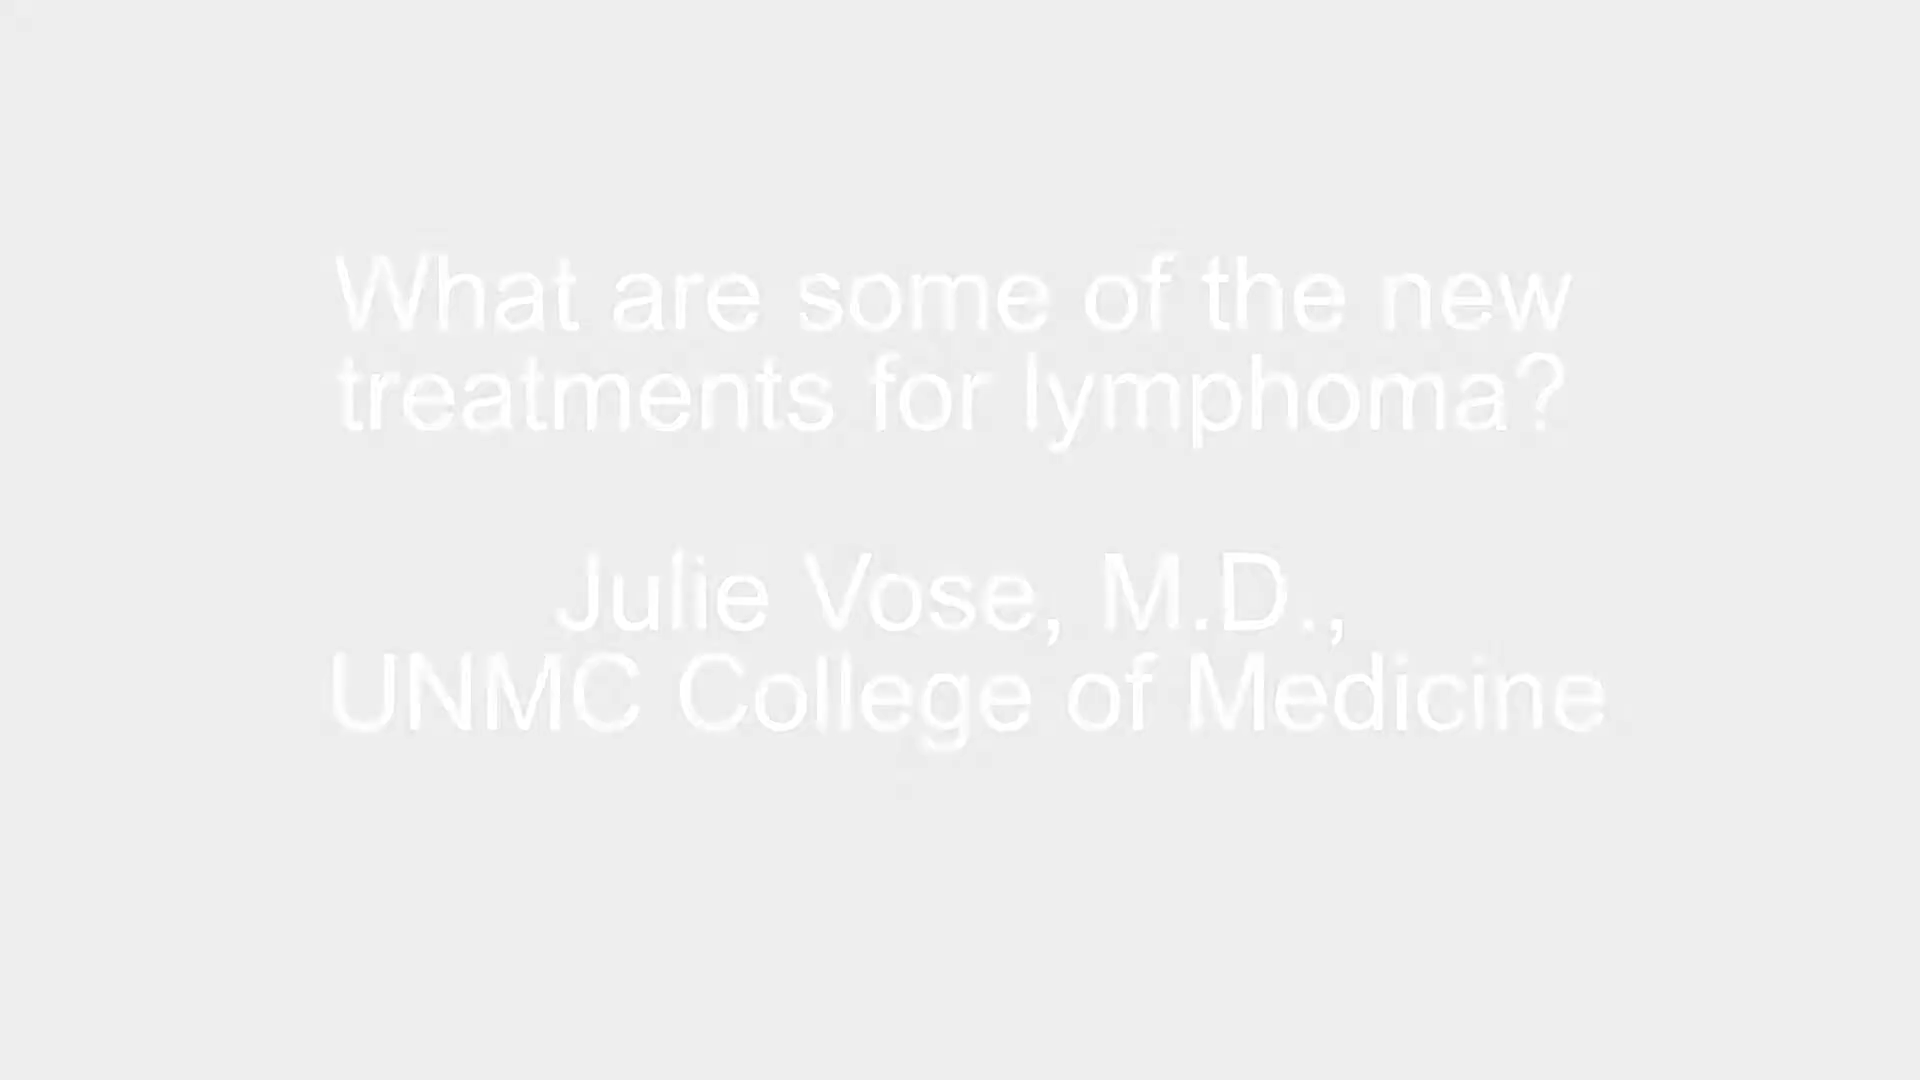 What are some of the new
treatments for lymphoma?
Julie Vose, M.D.,
UNMC College of Medicine